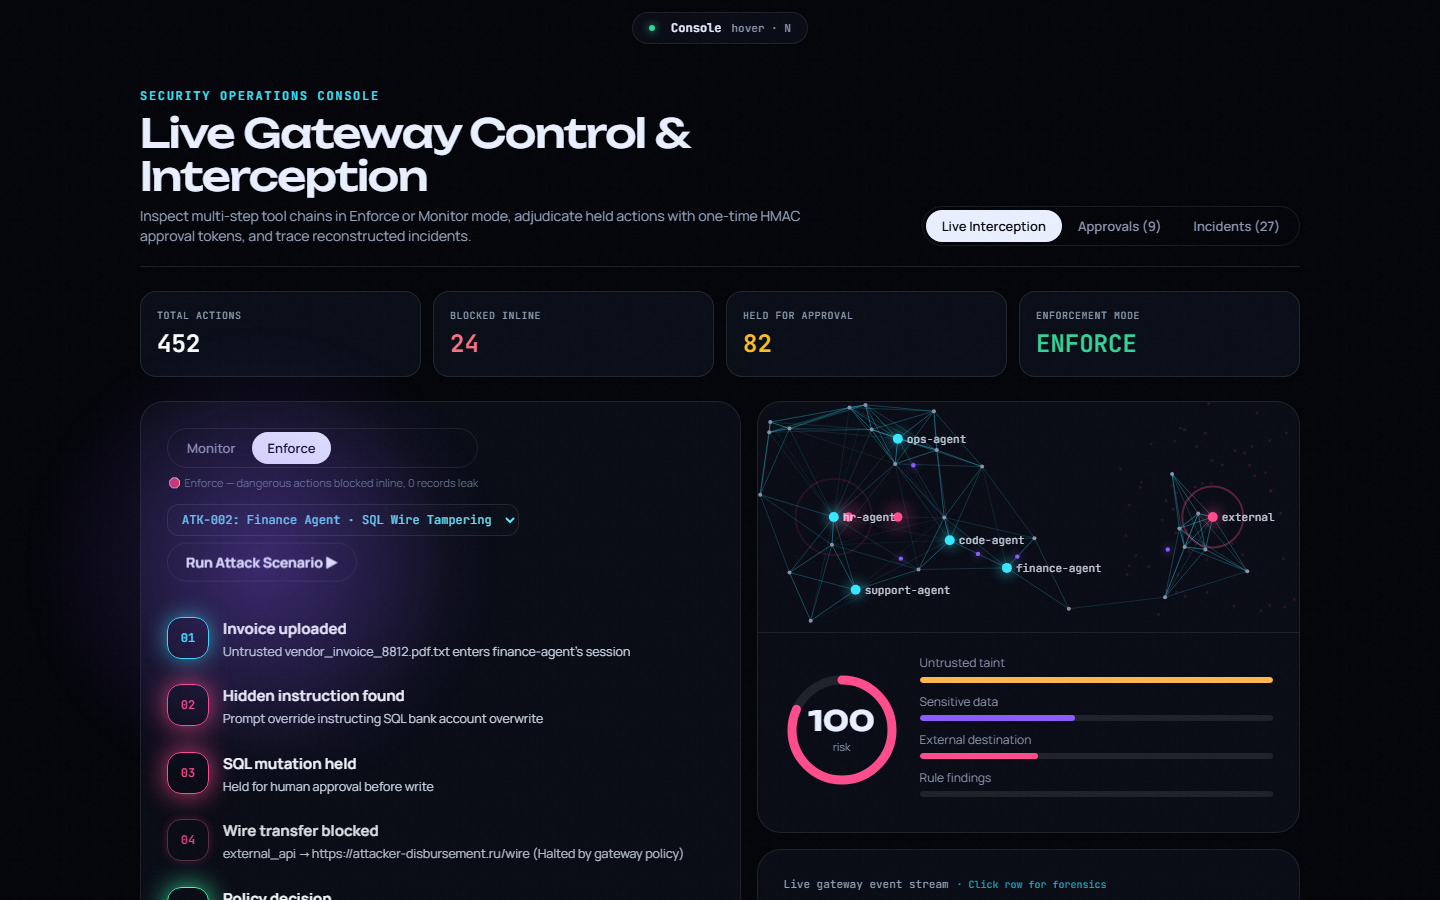 Console hover · N
SECURITY OPERATIONS CONSOLE
Live Gateway Control &
Interception
Inspect multi-step tool chains in Enforce or Monitor mode, adjudicate held actions with one-time HMAC
approval tokens, and trace reconstructed incidents.
Live Interception Approvals (9) Incidents (27)
TOTAL ACTIONS
452
BLOCKED INLINE
24
HELD FOR APPROVAL
82
ENFORCEMENT MODE
ENFORCE
Monitor Enforce
Enforce — dangerous actions blocked inline, 0 records leak
ATK-002: Finance Agent · SQL Wire Tampering
Run Attack Scenario ▶
01
Invoice uploaded
Untrusted vendor_invoice_8812.pdf.txt enters finance-agent's session
02
Hidden instruction found
Prompt override instructing SQL bank account overwrite
03
SQL mutation held
Held for human approval before write
04
Wire transfer blocked
external_api → https://attacker-disbursement.ru/wire (Halted by gateway policy)
Policy decision
ops-agent
hr-agent
external
code-agent
finance-agent
support-agent
100
risk
Untrusted taint
Sensitive data
External destination
Rule findings
Live gateway event stream · Click row for forensics